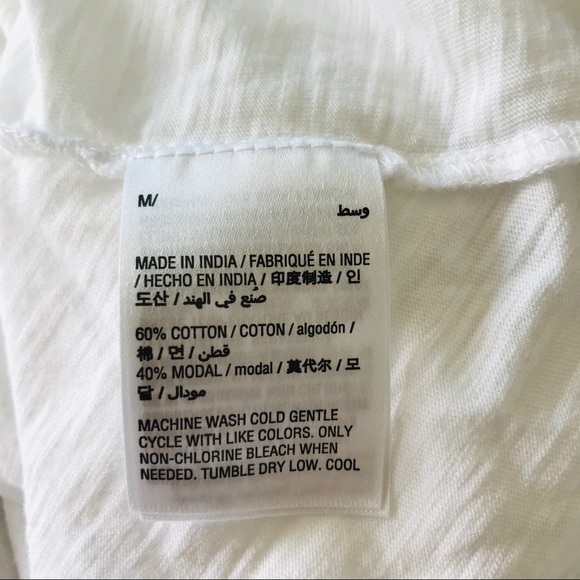 M/
وسط
MADE IN INDIA / FABRIQUÉ EN INDE
/ HECHO EN INDIA / 印度制造 / 인
도산 / صُنع في الهند /
60% COTTON / COTON / algodón /
棉 / 면 / قطن /
40% MODAL / modal / 莫代尔 / 모
달 / مودال /
MACHINE WASH COLD GENTLE
CYCLE WITH LIKE COLORS. ONLY
NON-CHLORINE BLEACH WHEN
NEEDED. TUMBLE DRY LOW. COOL